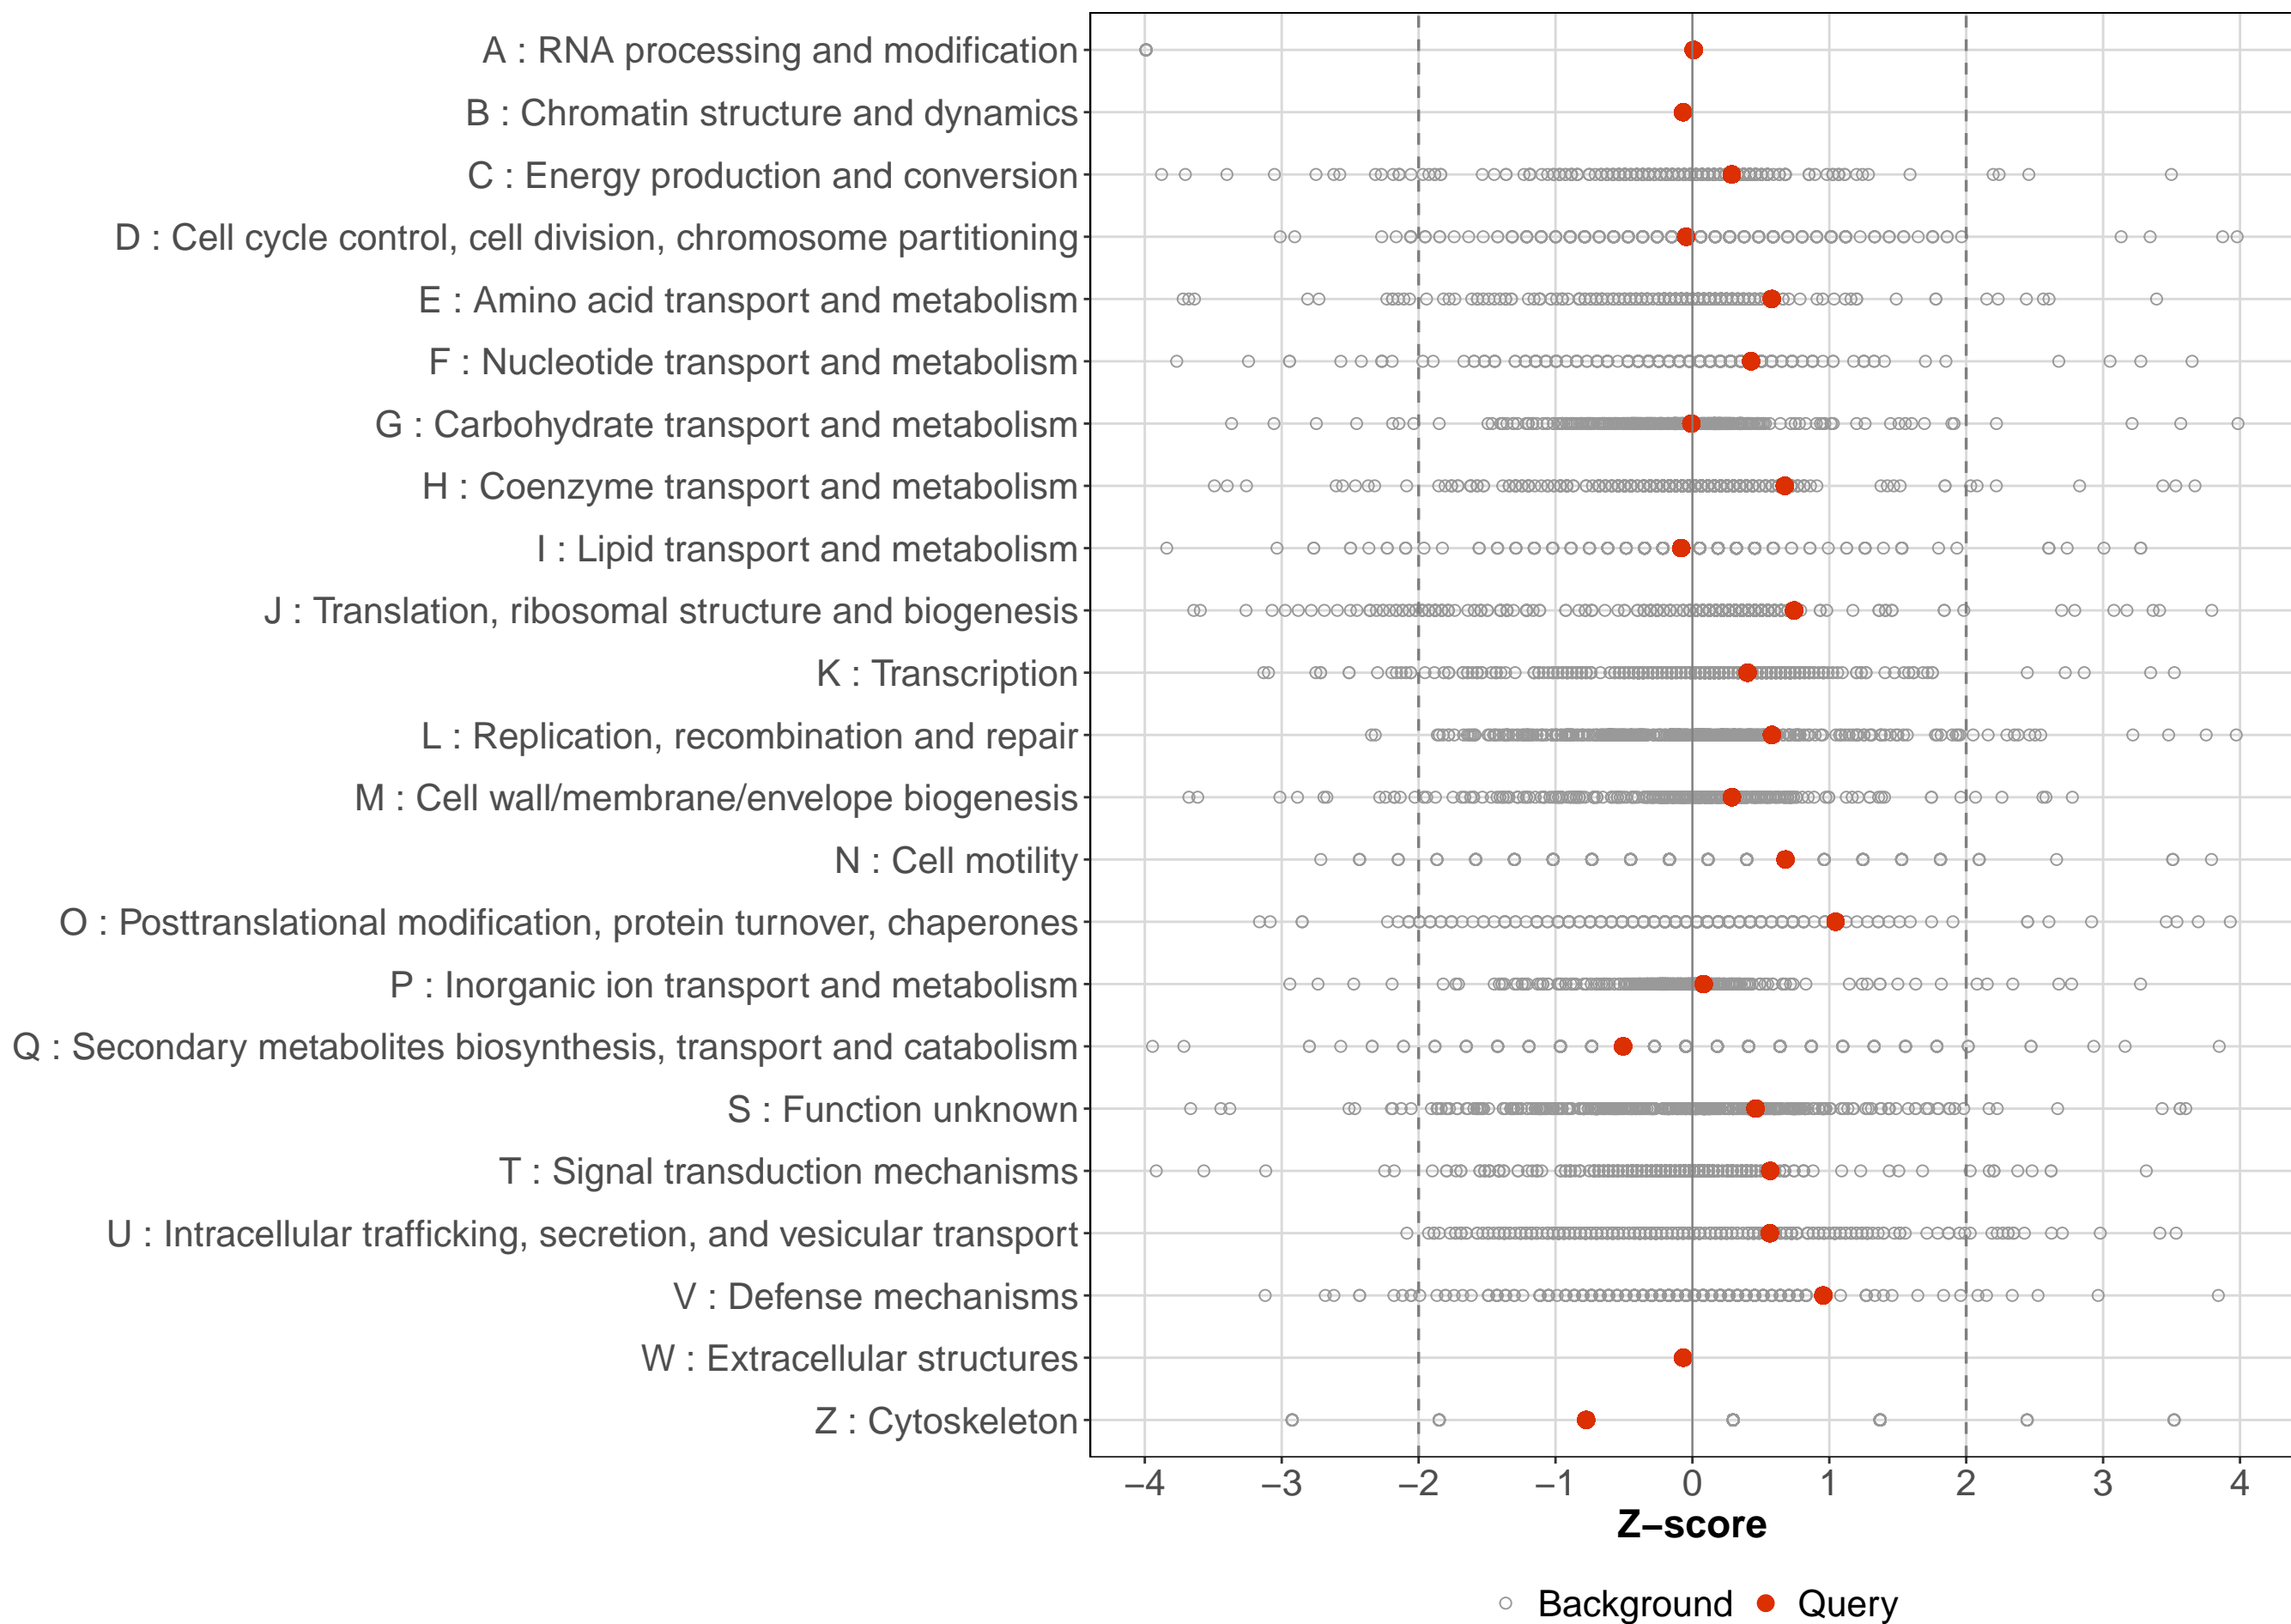 A : RNA processing and modification
B : Chromatin structure and dynamics
C : Energy production and conversion
D : Cell cycle control, cell division, chromosome partitioning
E : Amino acid transport and metabolism
F : Nucleotide transport and metabolism
G : Carbohydrate transport and metabolism
H : Coenzyme transport and metabolism
I : Lipid transport and metabolism
J : Translation, ribosomal structure and biogenesis
K : Transcription
L : Replication, recombination and repair
M : Cell wall/membrane/envelope biogenesis
N : Cell motility
O : Posttranslational modification, protein turnover, chaperones
P : Inorganic ion transport and metabolism
Q : Secondary metabolites biosynthesis, transport and catabolism
S : Function unknown
T : Signal transduction mechanisms
U : Intracellular trafficking, secretion, and vesicular transport
V : Defense mechanisms
W : Extracellular structures
Z : Cytoskeleton
−4 −3 −2 −1 0 1 2 3 4
Z−score
Background Query